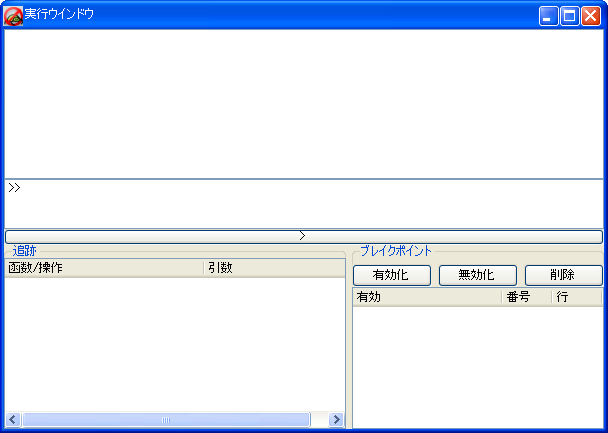 実行ウインドウ
>>
>
追跡
函数/操作 引数
ブレイクポイント
有効化 無効化 削除
有効 番号 行